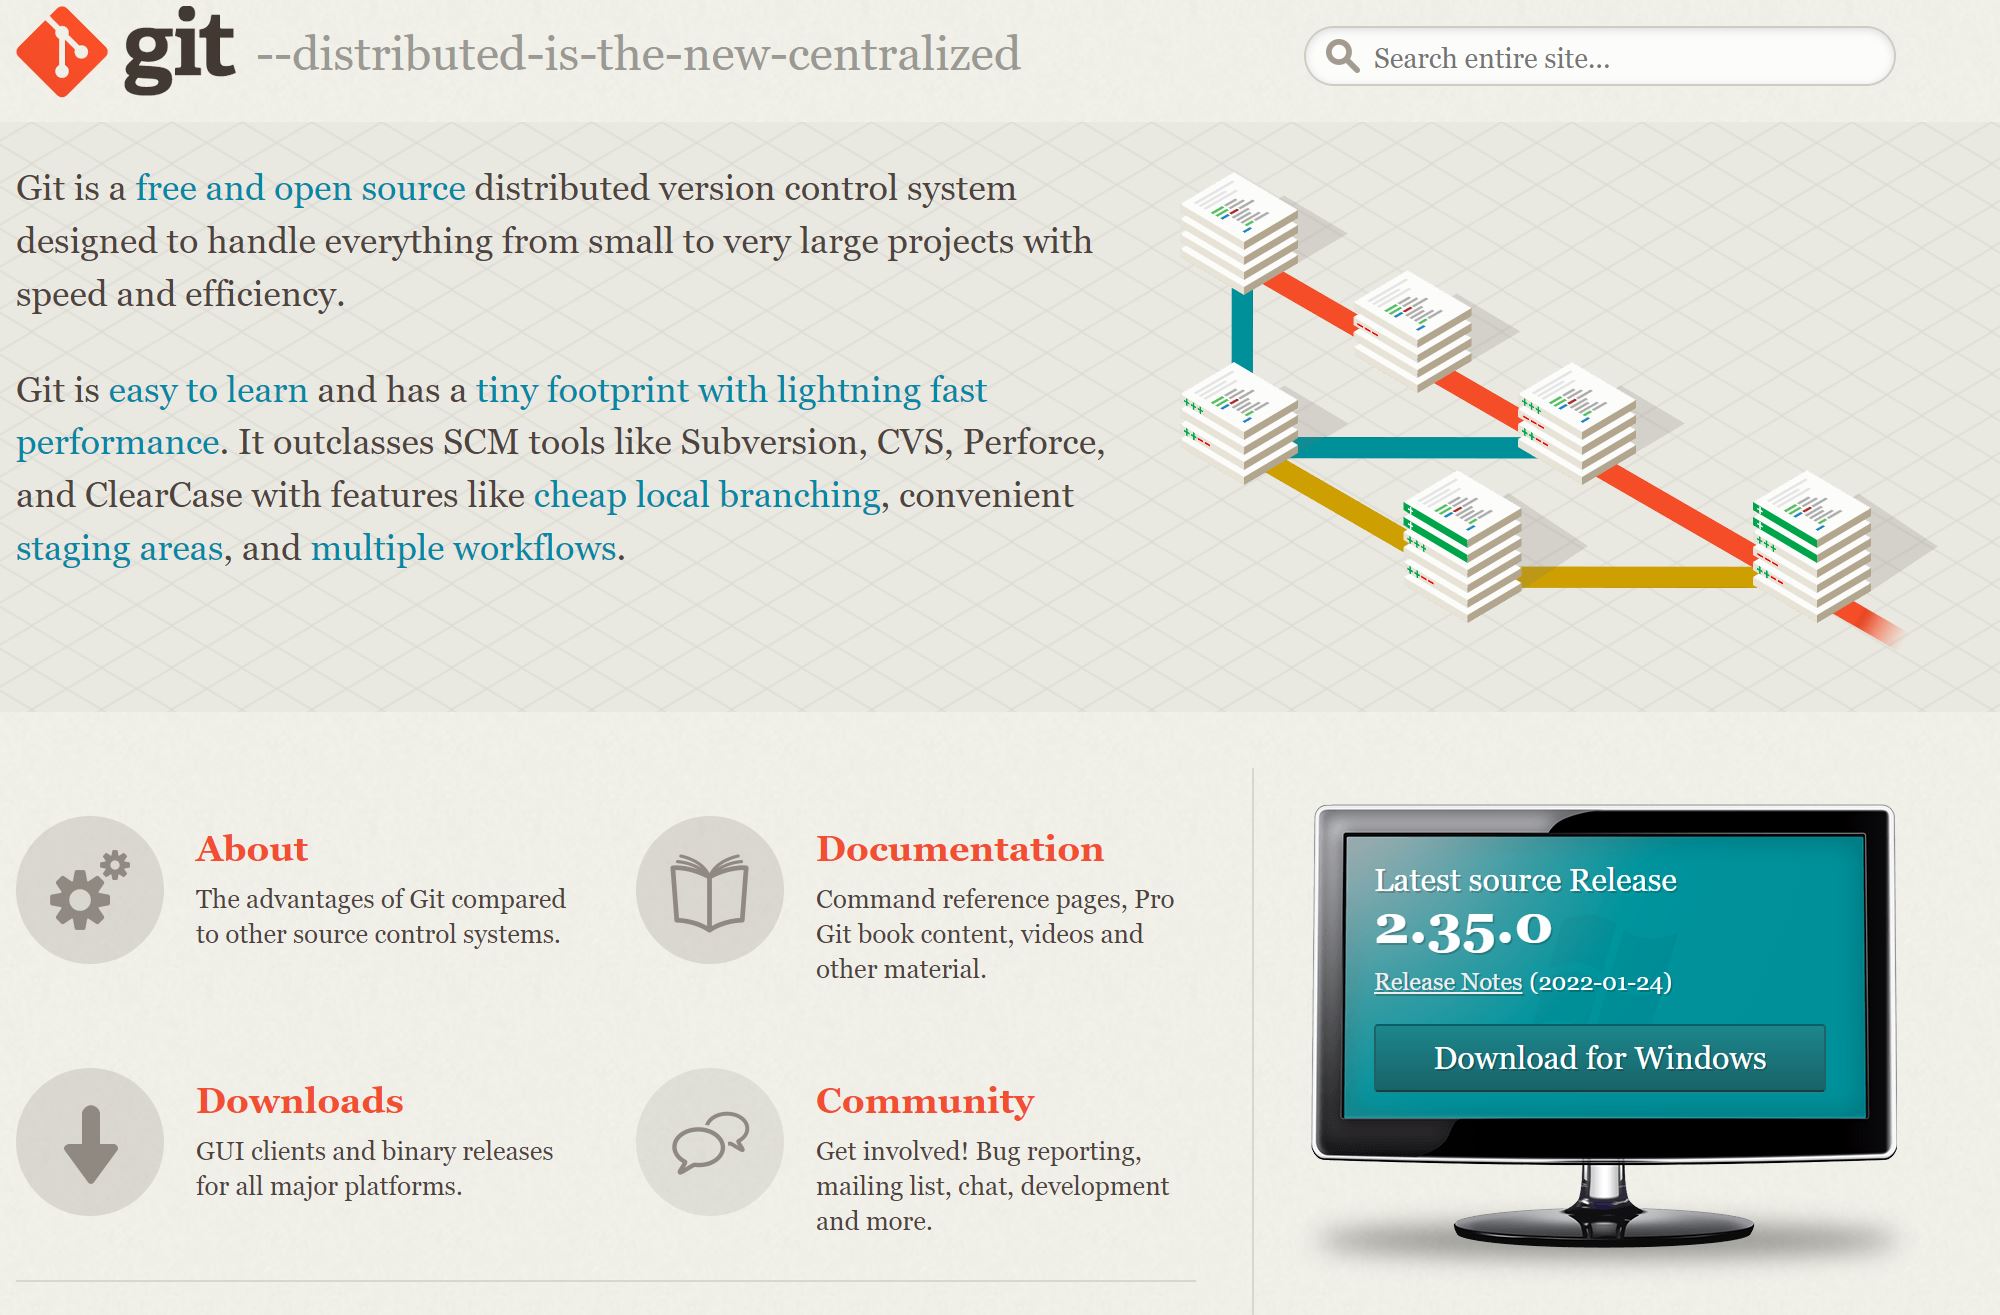 git --distributed-is-the-new-centralized
Search entire site...
Git is a free and open source distributed version control system
designed to handle everything from small to very large projects with
speed and efficiency.
Git is easy to learn and has a tiny footprint with lightning fast
performance. It outclasses SCM tools like Subversion, CVS, Perforce,
and ClearCase with features like cheap local branching, convenient
staging areas, and multiple workflows.
About
The advantages of Git compared
to other source control systems.
Documentation
Command reference pages, Pro
Git book content, videos and
other material.
Downloads
GUI clients and binary releases
for all major platforms.
Community
Get involved! Bug reporting,
mailing list, chat, development
and more.
Latest source Release
2.35.0
Release Notes (2022-01-24)
Download for Windows